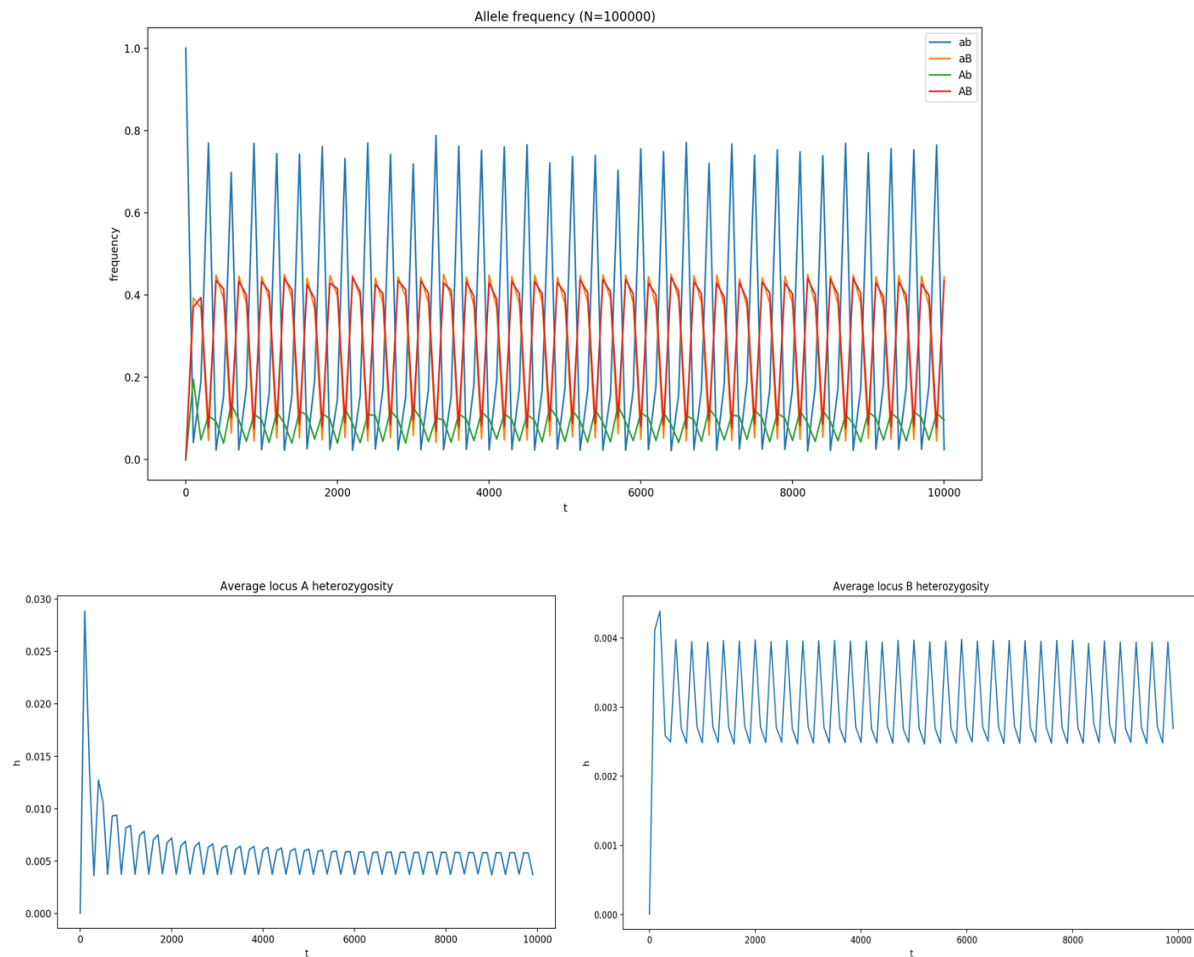 Allele frequency (N=100000)
ab
aB
Ab
AB
1.0
0.8
0.6
0.4
0.2
0.0
frequency
0
2000
4000
6000
8000
10000
t
Average locus A heterozygosity
0.030
0.025
0.020
0.015
0.010
0.005
0.000
h
0
2000
4000
6000
8000
10000
t
Average locus B heterozygosity
0.004
0.003
0.002
0.001
0.000
h
0
2000
4000
6000
8000
10000
t